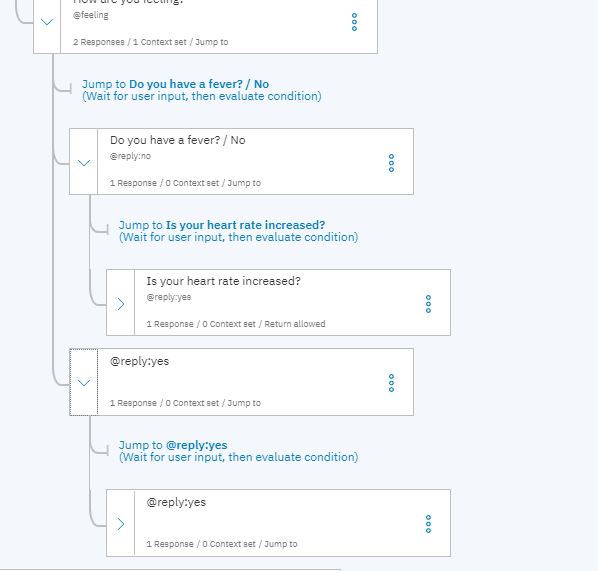 How are you feeling?
@feeling
2 Responses / 1 Context set / Jump to
Jump to Do you have a fever? / No
(Wait for user input, then evaluate condition)
Do you have a fever? / No
@reply:no
1 Response / 0 Context set / Jump to
Jump to Is your heart rate increased?
(Wait for user input, then evaluate condition)
Is your heart rate increased?
@reply:yes
1 Response / 0 Context set / Return allowed
@reply:yes
1 Response / 0 Context set / Jump to
Jump to @reply:yes
(Wait for user input, then evaluate condition)
@reply:yes
1 Response / 0 Context set / Jump to